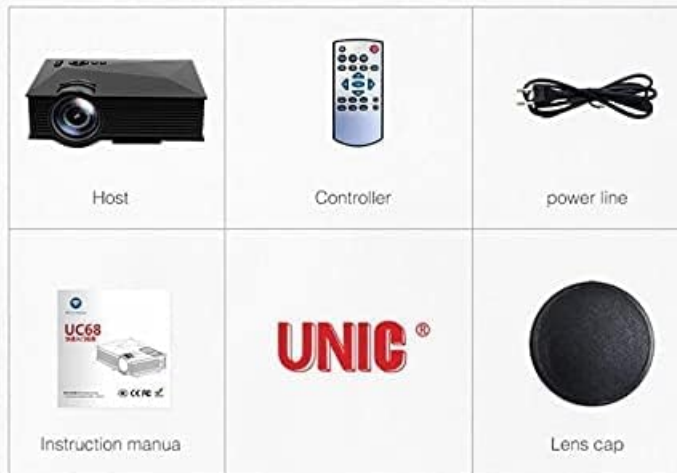 Host
Controller
power line
UC68
Instruction manua
UNIC®
Lens cap